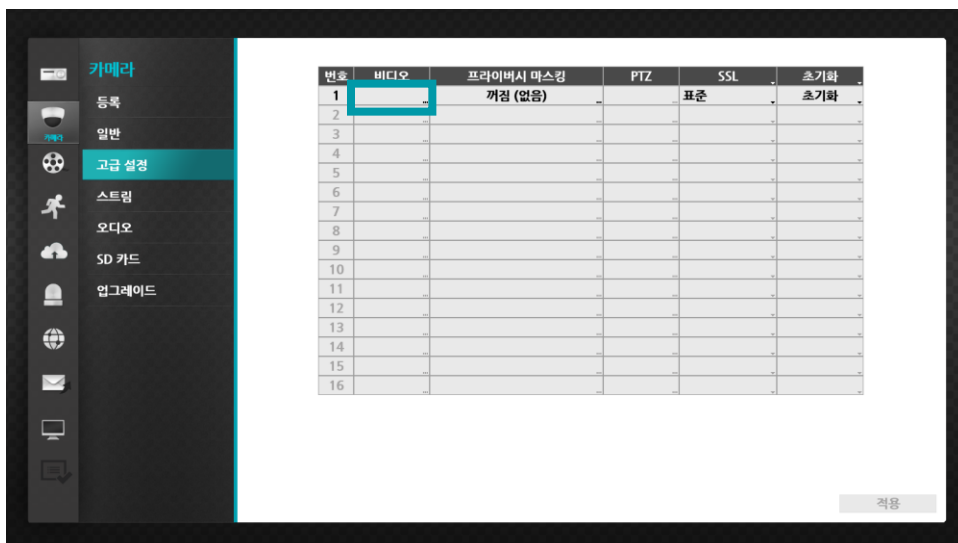 카메라
등록
일반
고급 설정
스트림
오디오
SD 카드
업그레이드
카메라
번호 비디오 프라이버시 마스킹 PTZ SSL 초기화
1 ... 꺼짐 (없음) ... ... 표준 초기화
2 ... ... ...
3 ... ... ...
4 ... ... ...
5 ... ... ...
6 ... ... ...
7 ... ... ...
8 ... ... ...
9 ... ... ...
10 ... ... ...
11 ... ... ...
12 ... ... ...
13 ... ... ...
14 ... ... ...
15 ... ... ...
16 ... ... ...
적용